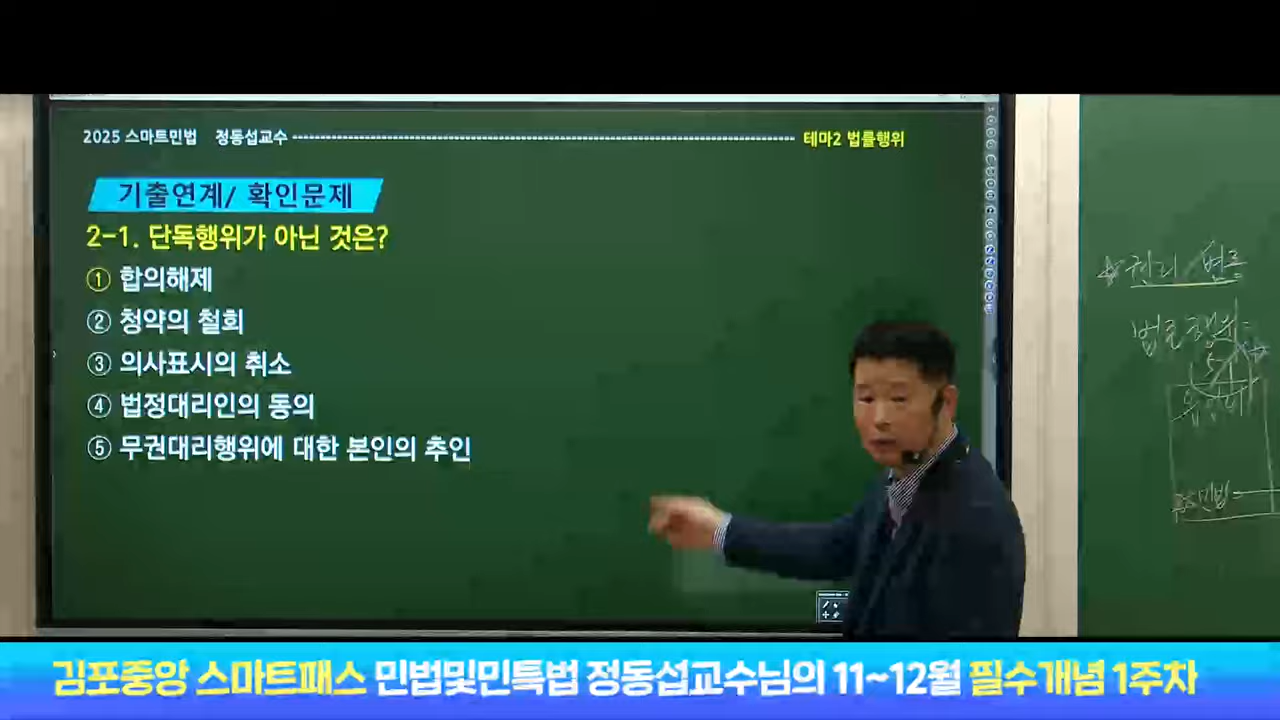 2025 스마트민법 정동섭교수 테마2 법률행위
기출연계/ 확인문제
2-1. 단독행위가 아닌 것은?
① 합의해제
② 청약의 철회
③ 의사표시의 취소
④ 법정대리인의 동의
⑤ 무권대리행위에 대한 본인의 추인
권리
김포중앙 스마트패스 민법및민특법 정동섭교수님의 11~12월 필수개념 1주차